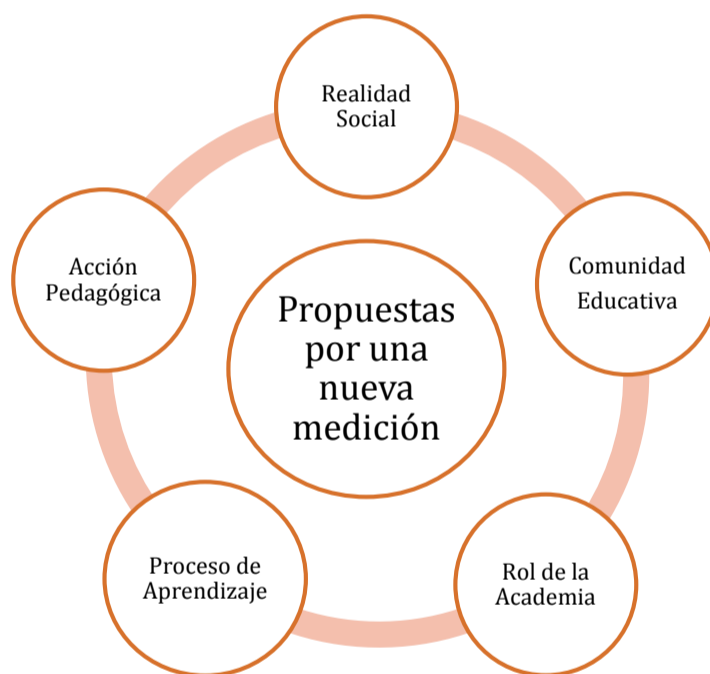 Realidad
Social
Comunidad
Educativa
Rol de la
Academia
Proceso de
Aprendizaje
Acción
Pedagógica
Propuestas
por una
nueva
medición